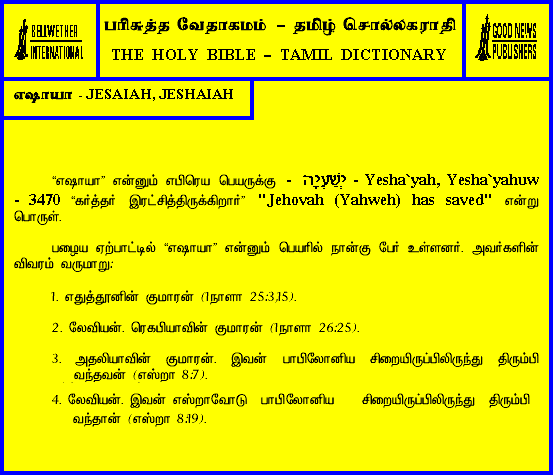 BELLWETHER
INTERNATIONAL
பரிசுத்த வேதாகமம் – தமிழ் சொல்லகராதி
THE HOLY BIBLE – TAMIL DICTIONARY
GOOD NEWS
PUBLISHERS
எஷாயா - JESAIAH, JESHAIAH
“எஷாயா” என்னும் எபிரெய பெயருக்கு - יְשַׁעְיָה - Yesha`yah, Yesha`yahuw
- 3470 “கர்த்தர் இரட்சித்திருக்கிறார்” "Jehovah (Yahweh) has saved" என்று
பொருள்.
பழைய ஏற்பாட்டில் “எஷாயா” என்னும் பெயரில் நான்கு பேர் உள்ளனர். அவர்களின்
விவரம் வருமாறு:
1. எதுத்தூனின் குமாரன் (1நாளா 25:3,15).
2. லேவியன். ரெகபியாவின் குமாரன் (1நாளா 26:25).
3. அதலியாவின் குமாரன். இவன் பாபிலோனிய சிறையிருப்பிலிருந்து திரும்பி
வந்தவன் (எஸ்றா 8:7).
4. லேவியன். இவன் எஸ்றாவோடு பாபிலோனிய சிறையிருப்பிலிருந்து திரும்பி
வந்தான் (எஸ்றா 8:19).